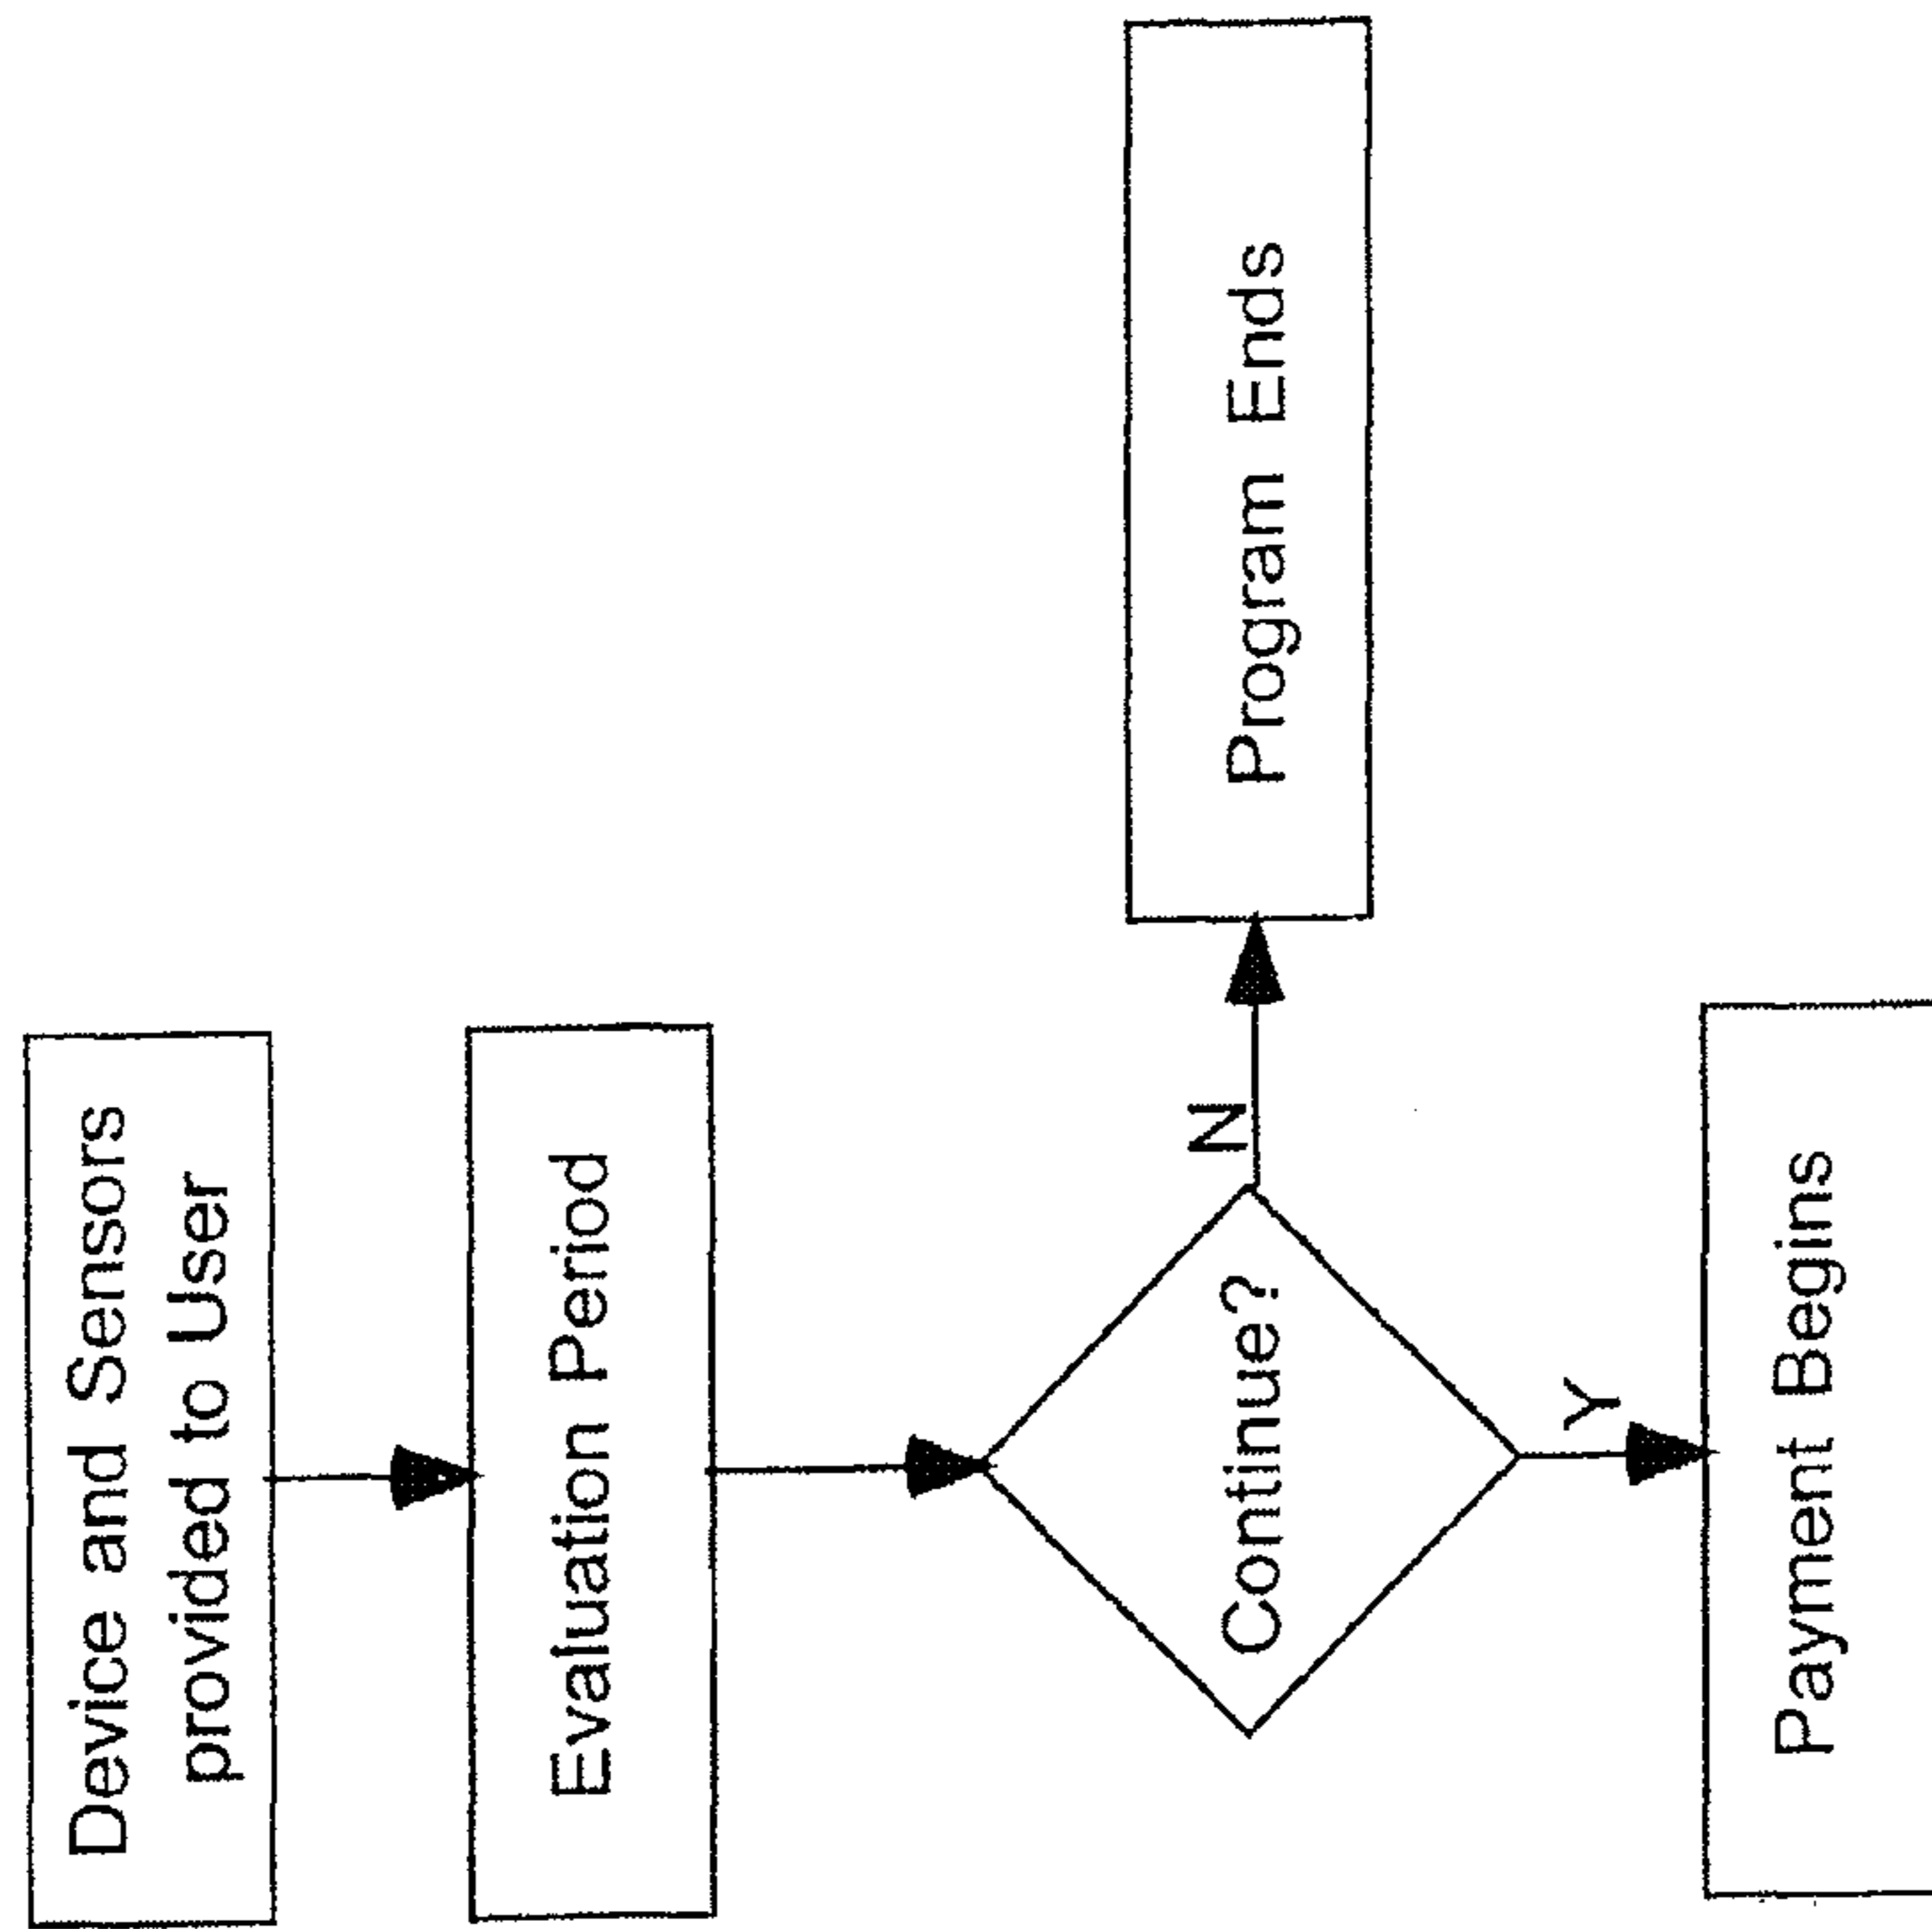 Device and Sensors
provided to User
Evaluation Period
Continue?
N
Program Ends
Y
Payment Begins